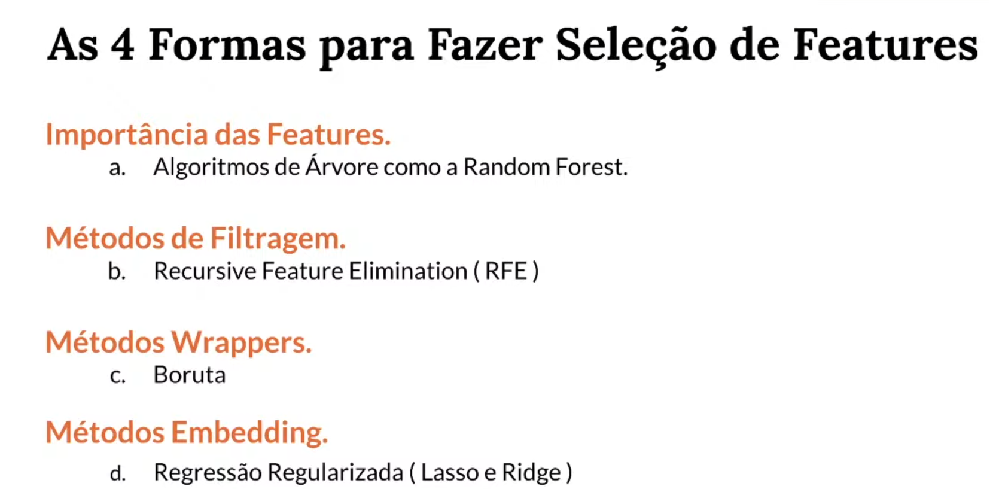 As 4 Formas para Fazer Seleção de Features
Importância das Features.
a. Algoritmos de Árvore como a Random Forest.
Métodos de Filtragem.
b. Recursive Feature Elimination ( RFE )
Métodos Wrappers.
c. Boruta
Métodos Embedding.
d. Regressão Regularizada ( Lasso e Ridge )